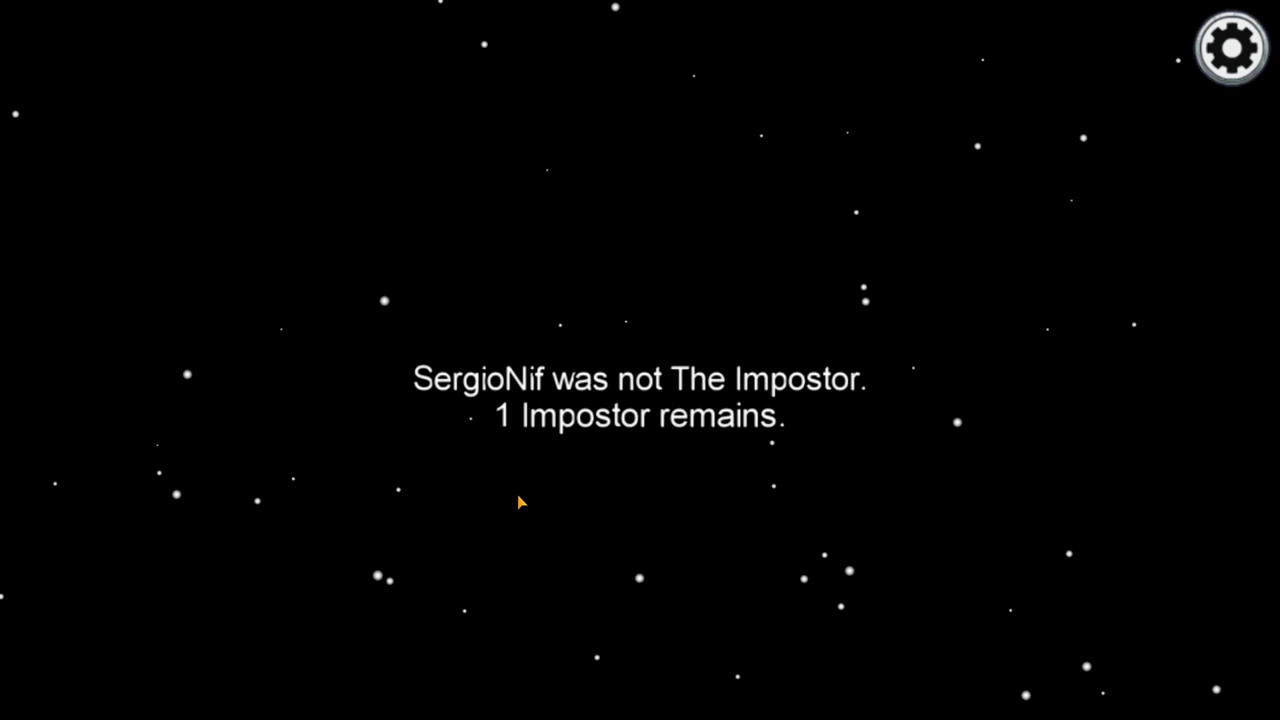 SergioNif was not The Impostor.
1 Impostor remains.